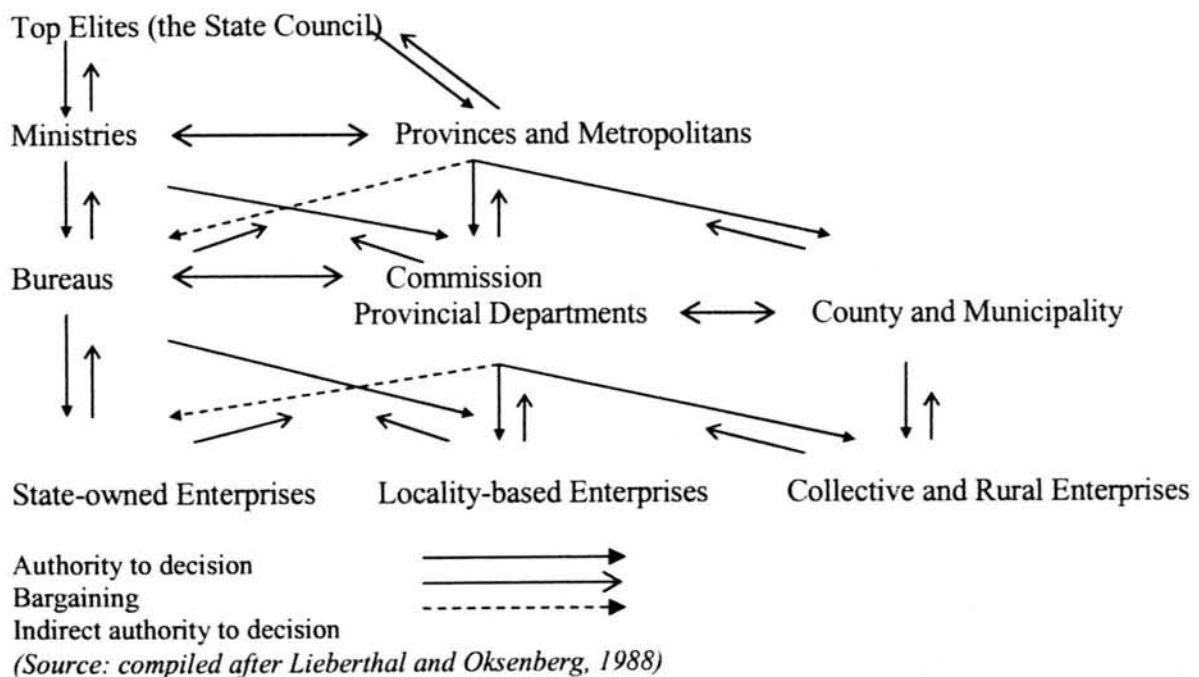 Top Elites (the State Council)
Ministries Provinces and Metropolitans
Bureaus Commission
Provincial Departments County and Municipality
State-owned Enterprises Locality-based Enterprises Collective and Rural Enterprises
Authority to decision
Bargaining
Indirect authority to decision
(Source: compiled after Lieberthal and Oksenberg, 1988)